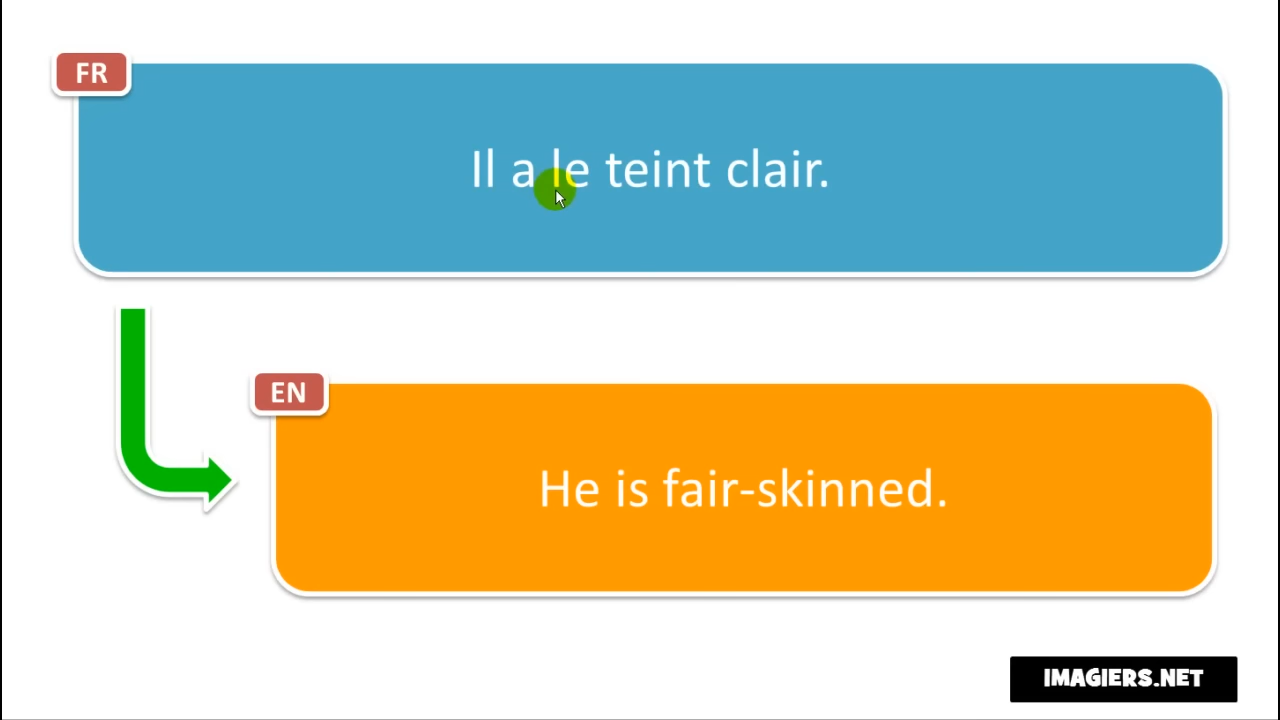 FR
Il a le teint clair.
EN
He is fair-skinned.
IMAGIERS.NET